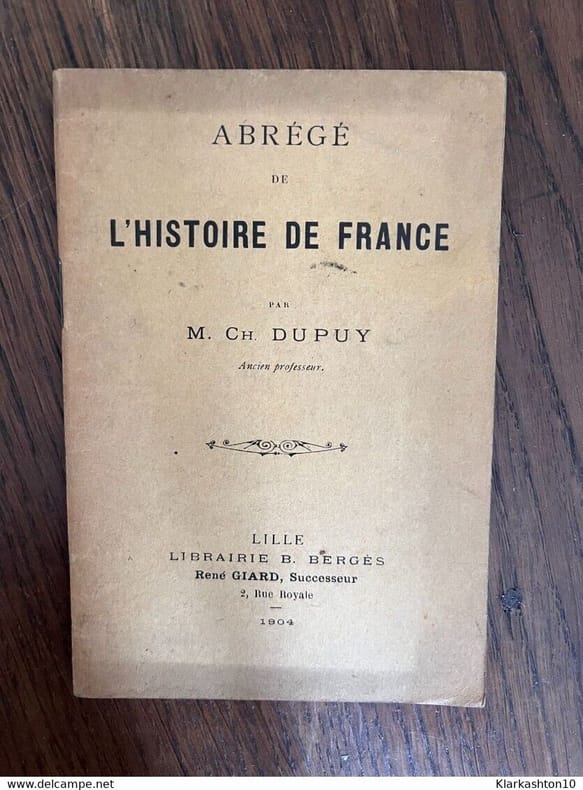 ABRÉGÉ
DE
L'HISTOIRE DE FRANCE
PAR
M. CH. DUPUY
Ancien professeur.
LILLE
LIBRAIRIE B. BERGÈS
René GIARD, Successeur
2, Rue Royale
1904
www.delcampe.net
Klarkashton10